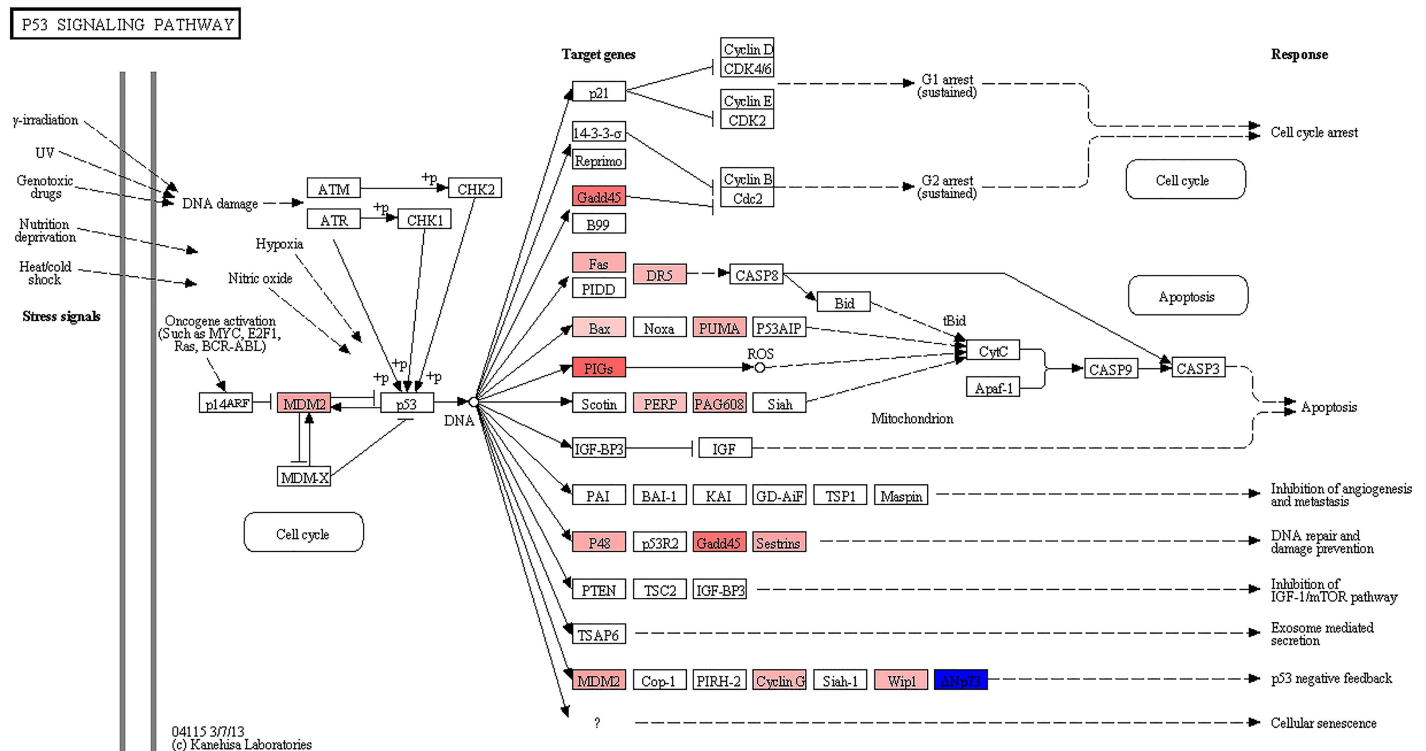 P53 SIGNALING PATHWAY
Target genes
Response
γ-irradiation
UV
Genotoxic
drugs
Nutrition
deprivation
Heat/cold
shock
Stress signals
DNA damage
ATM
+p
CHK2
ATR
+p
CHK1
Hypoxia
Nitric oxide
Oncogene activation
(Such as MYC, E2F1,
Ras, BCR-ABL)
p14ARF
MDM2
+p
+p
+p
p53
DNA
MDM-X
Cell cycle
p21
Cyclin D
CDK4/6
Cyclin E
CDK2
G1 arrest
(sustained)
14-3-3-σ
Reprimo
Gadd45
B99
Cyclin B
Cdc2
G2 arrest
(sustained)
Cell cycle arrest
Cell cycle
Fas
PIDD
DR5
CASP8
Bid
tBid
Apoptosis
Bax
Noxa
PUMA
P53AIP
CytC
PIGs
ROS
Apaf-1
CASP9
CASP3
Scotin
PERP
PAG608
Siah
Mitochondrion
Apoptosis
IGF-BP3
IGF
PAI
BAI-1
KAI
GD-AiF
TSP1
Maspin
Inhibition of angiogenesis
and metastasis
P48
p53R2
Gadd45
Sestrins
DNA repair and
damage prevention
PTEN
TSC2
IGF-BP3
Inhibition of
IGF-1/mTOR pathway
TSAP6
Exosome mediated
secretion
MDM2
Cop-1
PIRH-2
Cyclin G
Siah-1
Wip1
ΔNp73
p53 negative feedback
?
Cellular senescence
04115 3/7/13
(c) Kanehisa Laboratories